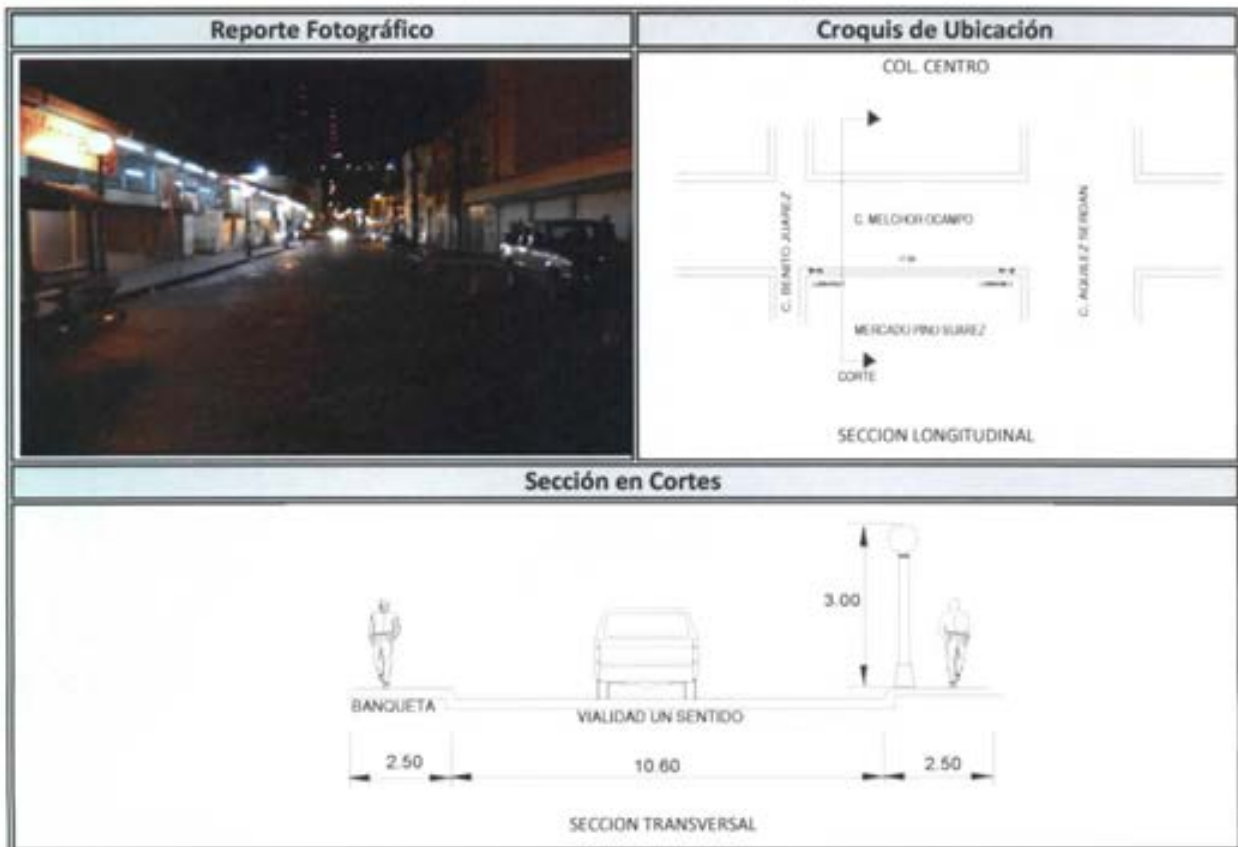 Reporte Fotográfico
Croquis de Ubicación
COL. CENTRO
C. BENITO JUAREZ
C. MELCHOR OCAMPO
C. AQUILEZ SERDAN
MERCADO PINO SUAREZ
CORTE
SECCION LONGITUDINAL
Sección en Cortes
3.00
BANQUETA
VIALIDAD UN SENTIDO
2.50
10.60
2.50
SECCION TRANSVERSAL